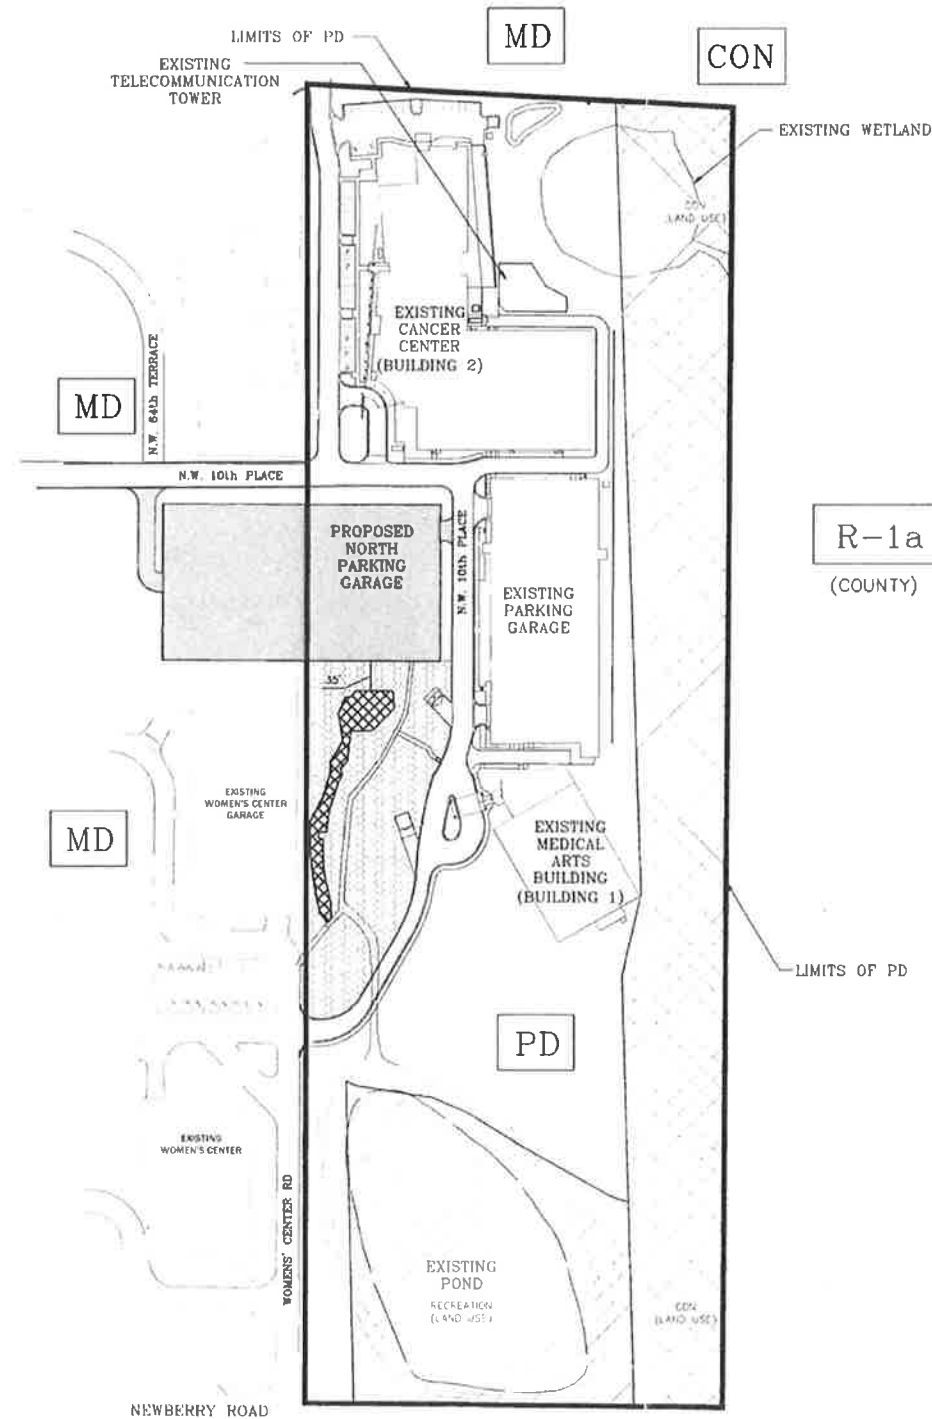 LIMITS OF PD
MD
CON
EXISTING
TELECOMMUNICATION
TOWER
EXISTING WETLAND
CON
(LAND USE)
EXISTING
CANCER
CENTER
(BUILDING 2)
N.W. 64th TERRACE
MD
N.W. 10th PLACE
PROPOSED
NORTH
PARKING
GARAGE
N.W. 10th PLACE
R-1a
(COUNTY)
EXISTING
PARKING
GARAGE
35'
EXISTING
WOMEN'S CENTER
GARAGE
MD
EXISTING
MEDICAL
ARTS
BUILDING
(BUILDING 1)
LIMITS OF PD
PD
EXISTING
WOMEN'S CENTER
WOMENS' CENTER RD
EXISTING
POND
RECREATION
(LAND USE)
CON
(LAND USE)
NEWBERRY ROAD